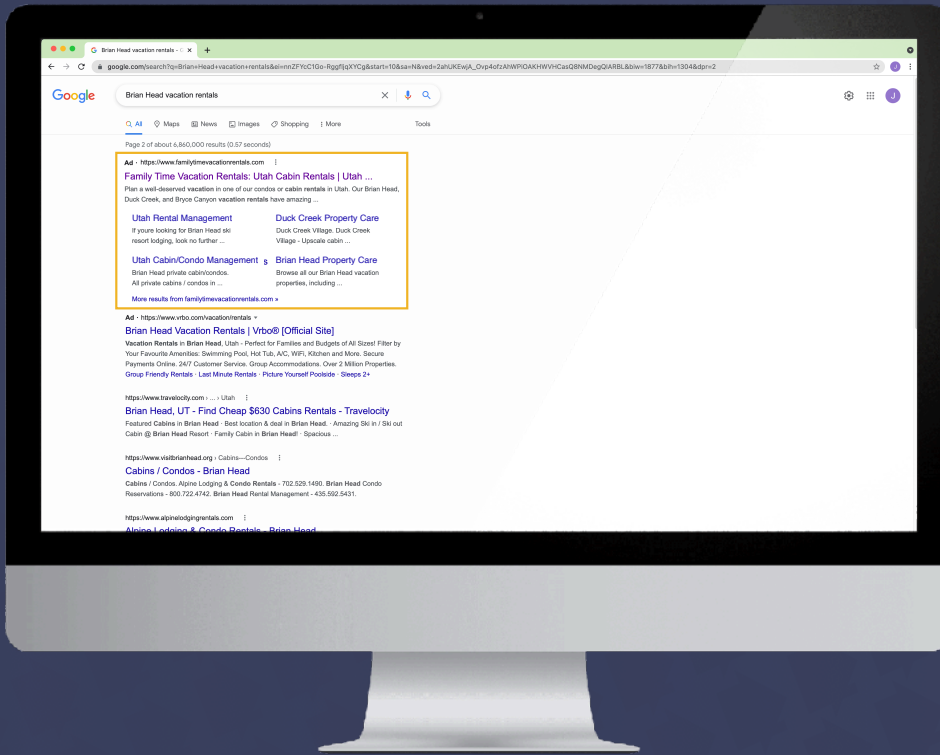 Brian Head vacation rentals - G
google.com/search?q=Brian+Head+vacation+rentals&ei=nnZFYcC1Go-RggfljqXYCg&start=10&sa=N&ved=2ahUKEwjA_Ovp4ofzAhWPlOAKHWVHCasQ8NMDegQIARBL&biw=1877&bih=1304&dpr=2
J
Google
Brian Head vacation rentals
J
All Maps News Images Shopping More Tools
Page 2 of about 6,860,000 results (0.57 seconds)
Ad · https://www.familytimevacationrentals.com
Family Time Vacation Rentals: Utah Cabin Rentals | Utah ...
Plan a well-deserved vacation in one of our condos or cabin rentals in Utah. Our Brian Head,
Duck Creek, and Bryce Canyon vacation rentals have amazing ...
Utah Rental Management
If youre looking for Brian Head ski
resort lodging, look no further ...
Duck Creek Property Care
Duck Creek Village. Duck Creek
Village - Upscale cabin ...
Utah Cabin/Condo Management s
Brian Head private cabin/condos.
All private cabins / condos in ...
Brian Head Property Care
Browse all our Brian Head vacation
properties, including ...
More results from familytimevacationrentals.com »
Ad · https://www.vrbo.com/vacation/rentals
Brian Head Vacation Rentals | Vrbo® [Official Site]
Vacation Rentals in Brian Head, Utah - Perfect for Families and Budgets of All Sizes! Filter by
Your Favourite Amenities: Swimming Pool, Hot Tub, A/C, WiFi, Kitchen and More. Secure
Payments Online. 24/7 Customer Service. Group Accommodations. Over 2 Million Properties.
Group Friendly Rentals · Last Minute Rentals · Picture Yourself Poolside · Sleeps 2+
https://www.travelocity.com › ... › Utah
Brian Head, UT - Find Cheap $630 Cabins Rentals - Travelocity
Featured Cabins in Brian Head · Best location & deal in Brian Head. · Amazing Ski in / Ski out
Cabin @ Brian Head Resort · Family Cabin in Brian Head! · Spacious ...
https://www.visitbrianhead.org › Cabins---Condos
Cabins / Condos - Brian Head
Cabins / Condos. Alpine Lodging & Condo Rentals - 702.529.1490. Brian Head Condo
Reservations - 800.722.4742. Brian Head Rental Management - 435.592.5431.
https://www.alpinelodgingrentals.com
Alpine Lodging & Condo Rentals - Brian Head